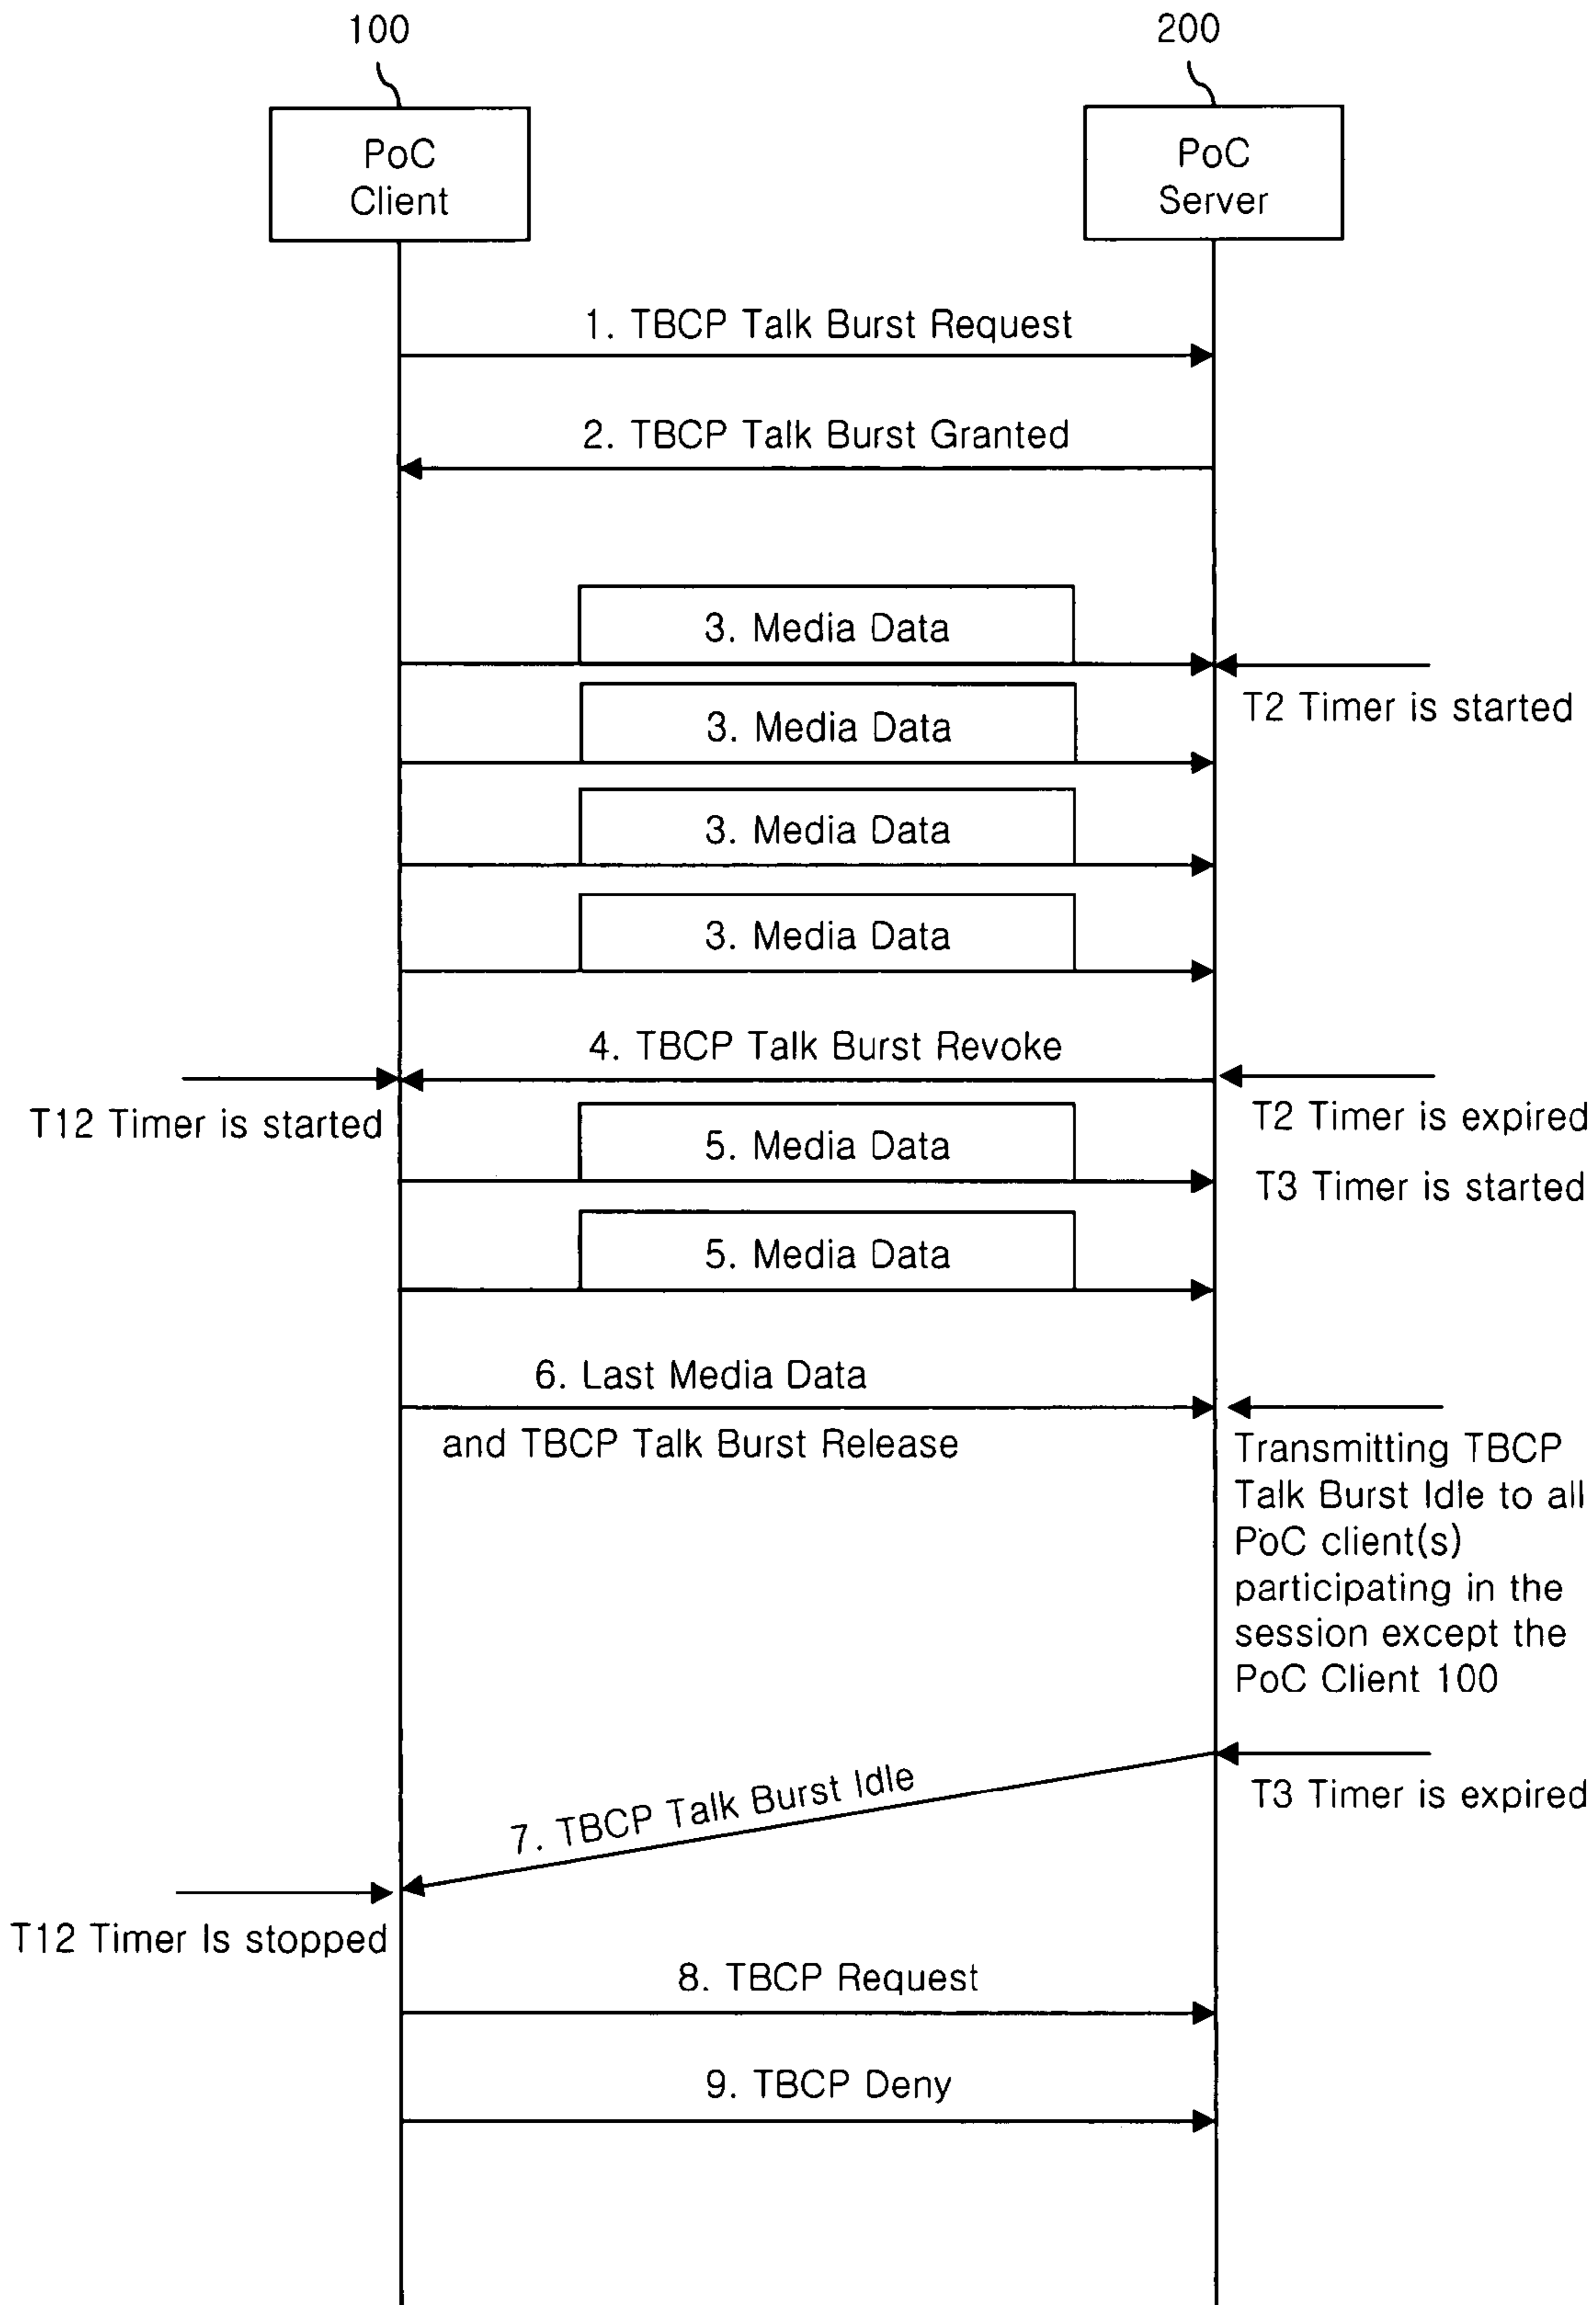 100
200
PoC
Client
PoC
Server
1. TBCP Talk Burst Request
2. TBCP Talk Burst Granted
3. Media Data
T2 Timer is started
3. Media Data
3. Media Data
3. Media Data
4. TBCP Talk Burst Revoke
T12 Timer is started
T2 Timer is expired
5. Media Data
T3 Timer is started
5. Media Data
6. Last Media Data
and TBCP Talk Burst Release
Transmitting TBCP
Talk Burst Idle to all
PoC client(s)
participating in the
session except the
PoC Client 100
7. TBCP Talk Burst Idle
T3 Timer is expired
T12 Timer Is stopped
8. TBCP Request
9. TBCP Deny